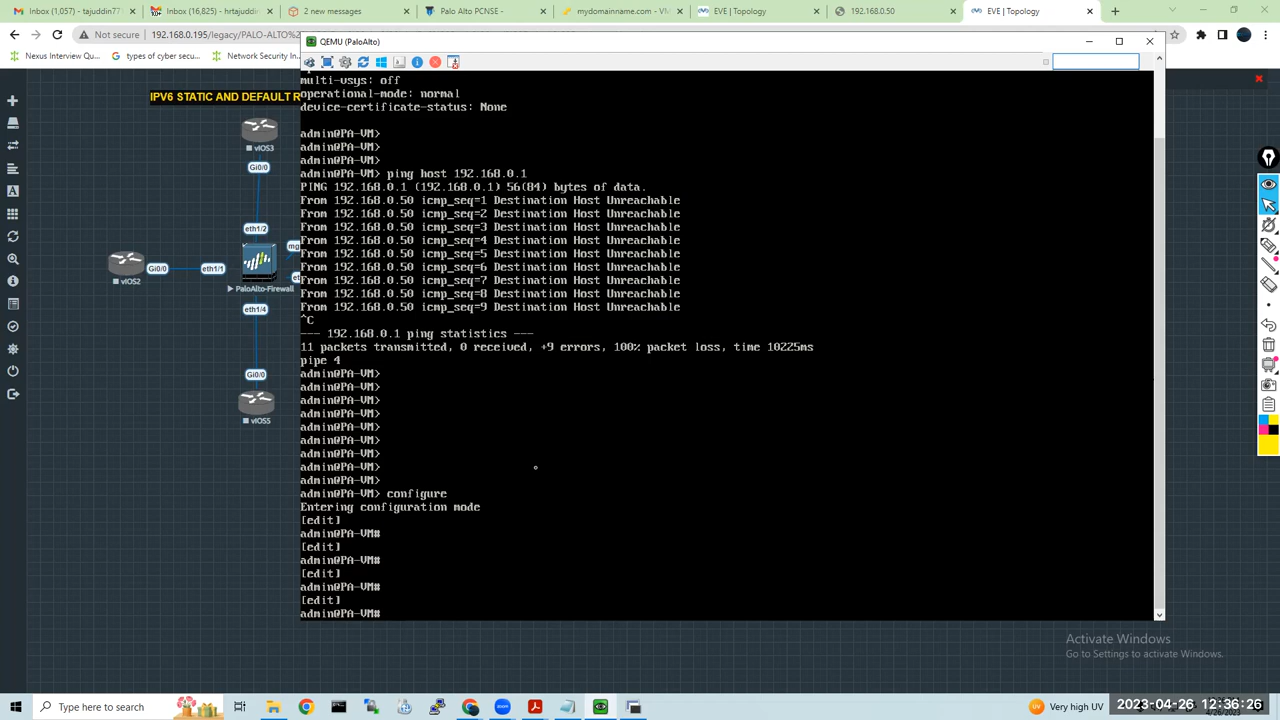 Inbox (1,057) - tajuddin77
Inbox (16,825) - hrtajuddi
2 new messages
Palo Alto PCNSE -
mydomainname.com - VM
EVE | Topology
192.168.0.50
EVE | Topology
Not secure
192.168.0.195/legacy/PALO-ALTO%
Nexus Interview Qu...
types of cyber secu...
Network Security In
QEMU (PaloAlto)
IPV6 STATIC AND DEFAULT R
vIOS3
Gi0/0
eth1/2
vIOS2
Gi0/0
eth1/1
mg
PaloAlto-Firewall
eth1/4
Gi0/0
vIOS5
multi-vsys: off
operational-mode: normal
device-certificate-status: None
admin@PA-VM>
admin@PA-VM>
admin@PA-VM>
admin@PA-VM> ping host 192.168.0.1
PING 192.168.0.1 (192.168.0.1) 56(84) bytes of data.
From 192.168.0.50 icmp_seq=1 Destination Host Unreachable
From 192.168.0.50 icmp_seq=2 Destination Host Unreachable
From 192.168.0.50 icmp_seq=3 Destination Host Unreachable
From 192.168.0.50 icmp_seq=4 Destination Host Unreachable
From 192.168.0.50 icmp_seq=5 Destination Host Unreachable
From 192.168.0.50 icmp_seq=6 Destination Host Unreachable
From 192.168.0.50 icmp_seq=7 Destination Host Unreachable
From 192.168.0.50 icmp_seq=8 Destination Host Unreachable
From 192.168.0.50 icmp_seq=9 Destination Host Unreachable
^C
--- 192.168.0.1 ping statistics ---
11 packets transmitted, 0 received, +9 errors, 100% packet loss, time 10225ms
pipe 4
admin@PA-VM>
admin@PA-VM>
admin@PA-VM>
admin@PA-VM>
admin@PA-VM>
admin@PA-VM>
admin@PA-VM>
admin@PA-VM>
admin@PA-VM>
admin@PA-VM> configure
Entering configuration mode
[edit]
admin@PA-VM#
[edit]
admin@PA-VM#
[edit]
admin@PA-VM#
[edit]
admin@PA-VM#
Activate Windows
Go to Settings to activate Windows.
Type here to search
Very high UV
2023-04-26 12:36:26